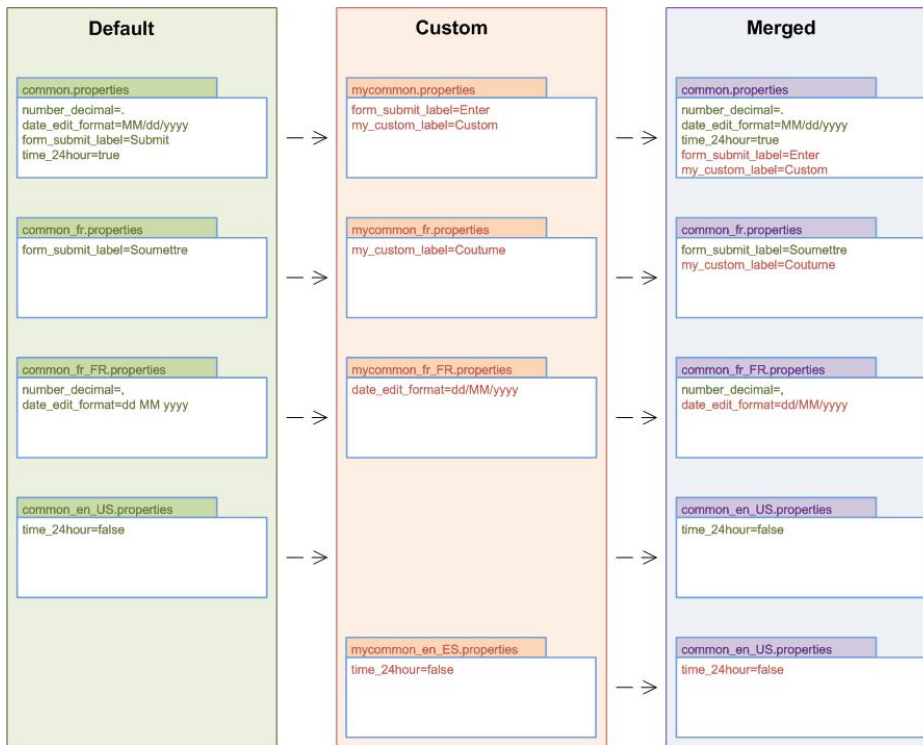 Default
common.properties
number_decimal=.
date_edit_format=MM/dd/yyyy
form_submit_label=Submit
time_24hour=true
common_fr.properties
form_submit_label=Soumettre
common_fr_FR.properties
number_decimal=,
date_edit_format=dd MM yyyy
common_en_US.properties
time_24hour=false
Custom
mycommon.properties
form_submit_label=Enter
my_custom_label=Custom
mycommon_fr.properties
my_custom_label=Coutume
mycommon_fr_FR.properties
date_edit_format=dd/MM/yyyy
mycommon_en_ES.properties
time_24hour=false
Merged
common.properties
number_decimal=.
date_edit_format=MM/dd/yyyy
time_24hour=true
form_submit_label=Enter
my_custom_label=Custom
common_fr.properties
form_submit_label=Soumettre
my_custom_label=Coutume
common_fr_FR.properties
number_decimal=,
date_edit_format=dd/MM/yyyy
common_en_US.properties
time_24hour=false
common_en_US.properties
time_24hour=false